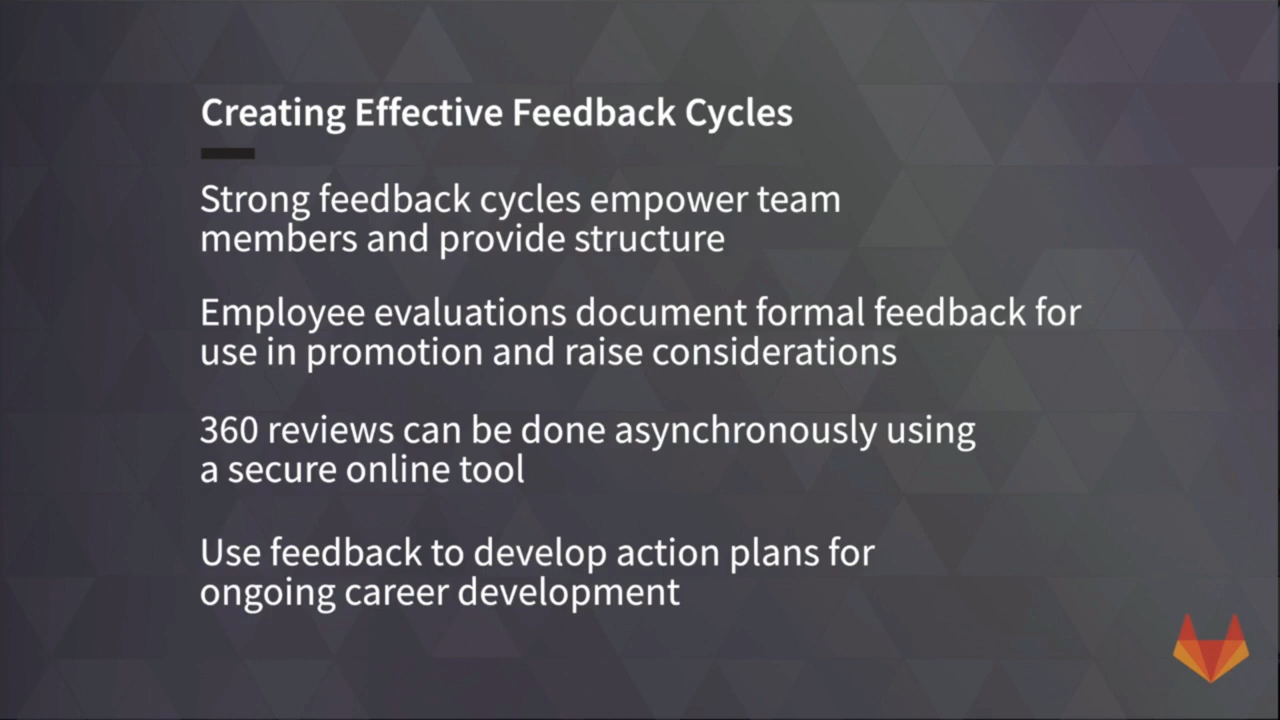 Creating Effective Feedback Cycles
Strong feedback cycles empower team
members and provide structure
Employee evaluations document formal feedback for
use in promotion and raise considerations
360 reviews can be done asynchronously using
a secure online tool
Use feedback to develop action plans for
ongoing career development